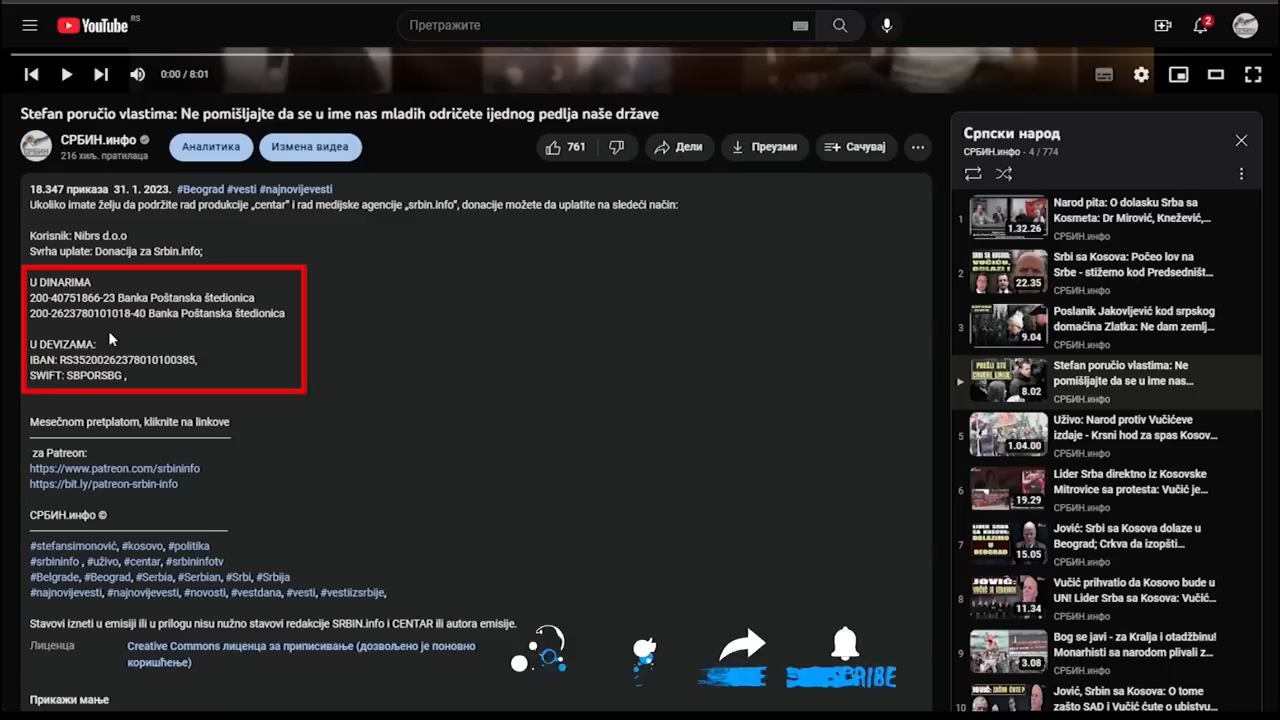 YouTube RS
Претражите
2
0:00 / 8:01
Stefan poručio vlastima: Ne pomišljajte da se u ime nas mladih odričete ijednog pedlja naše države
СРБИН.инфо
216 хиљ. пратилаца
Аналитика
Измена видеа
761
Дели
Преузми
Сачувај
18.347 приказа 31. 1. 2023. #Beograd #vesti #najnovijevesti
Ukoliko imate želju da podržite rad produkcije „centar“ i rad medijske agencije „srbin.info“, donacije možete da uplatite na sledeći način:
Korisnik: Nibrs d.o.o
Svrha uplate: Donacija za Srbin.info;
U DINARIMA
200-40751866-23 Banka Poštanska štedionica
200-2623780101018-40 Banka Poštanska štedionica
U DEVIZAMA:
IBAN: RS35200262378010100385,
SWIFT: SBPORSBG ,
Mesečnom pretplatom, kliknite na linkove
za Patreon:
https://www.patreon.com/srbininfo
https://bit.ly/patreon-srbin-info
СРБИН.инфо ©
#stefansimonović, #kosovo, #politika
#srbininfo , #uživo, #centar, #srbininfotv
#Belgrade, #Beograd, #Serbia, #Serbian, #Srbi, #Srbija
#najnovijevesti, #najnovijevesti, #novosti, #vestdana, #vesti, #vestiizsrbije,
Stavovi izneti u emisiji ili u prilogu nisu nužno stavovi redakcije SRBIN.info i CENTAR ili autora emisije.
Лиценца
Creative Commons лиценца за приписивање (дозвољено је поновно
коришћење)
Прикажи мање
Српски народ
СРБИН.инфо - 4 / 774
1
1.32.26
Narod pita: O dolasku Srba sa
Kosmeta: Dr Mirović, Knežević,...
СРБИН.инфо
2
22.35
Srbi sa Kosova: Počeo lov na
Srbe - stižemo kod Predsedništ...
СРБИН.инфо
3
9.04
Poslanik Jakovljević kod srpskog
domaćina Zlatka: Ne dam zemlj...
СРБИН.инфо
8.02
Stefan poručio vlastima: Ne
pomišljajte da se u ime nas...
СРБИН.инфо
5
1.04.00
Uživo: Narod protiv Vučićeve
izdaje - Krsni hod za spas Kosov...
СРБИН.инфо
6
19.29
Lider Srba direktno iz Kosovske
Mitrovice sa protesta: Vučić je...
СРБИН.инфо
7
15.05
Jović: Srbi sa Kosova dolaze u
Beograd; Crkva da izopšti...
СРБИН.инфо
8
11.34
Vučić prihvatio da Kosovo bude u
UN! Lider Srba sa Kosova: Vučić...
СРБИН.инфо
9
3.08
Bog se javi - za Kralja i otadžbinu!
Monarhisti sa narodom plivali z...
СРБИН.инфо
10
Jović, Srbin sa Kosova: O tome
zašto SAD i Vučić ćute o ubistvu...